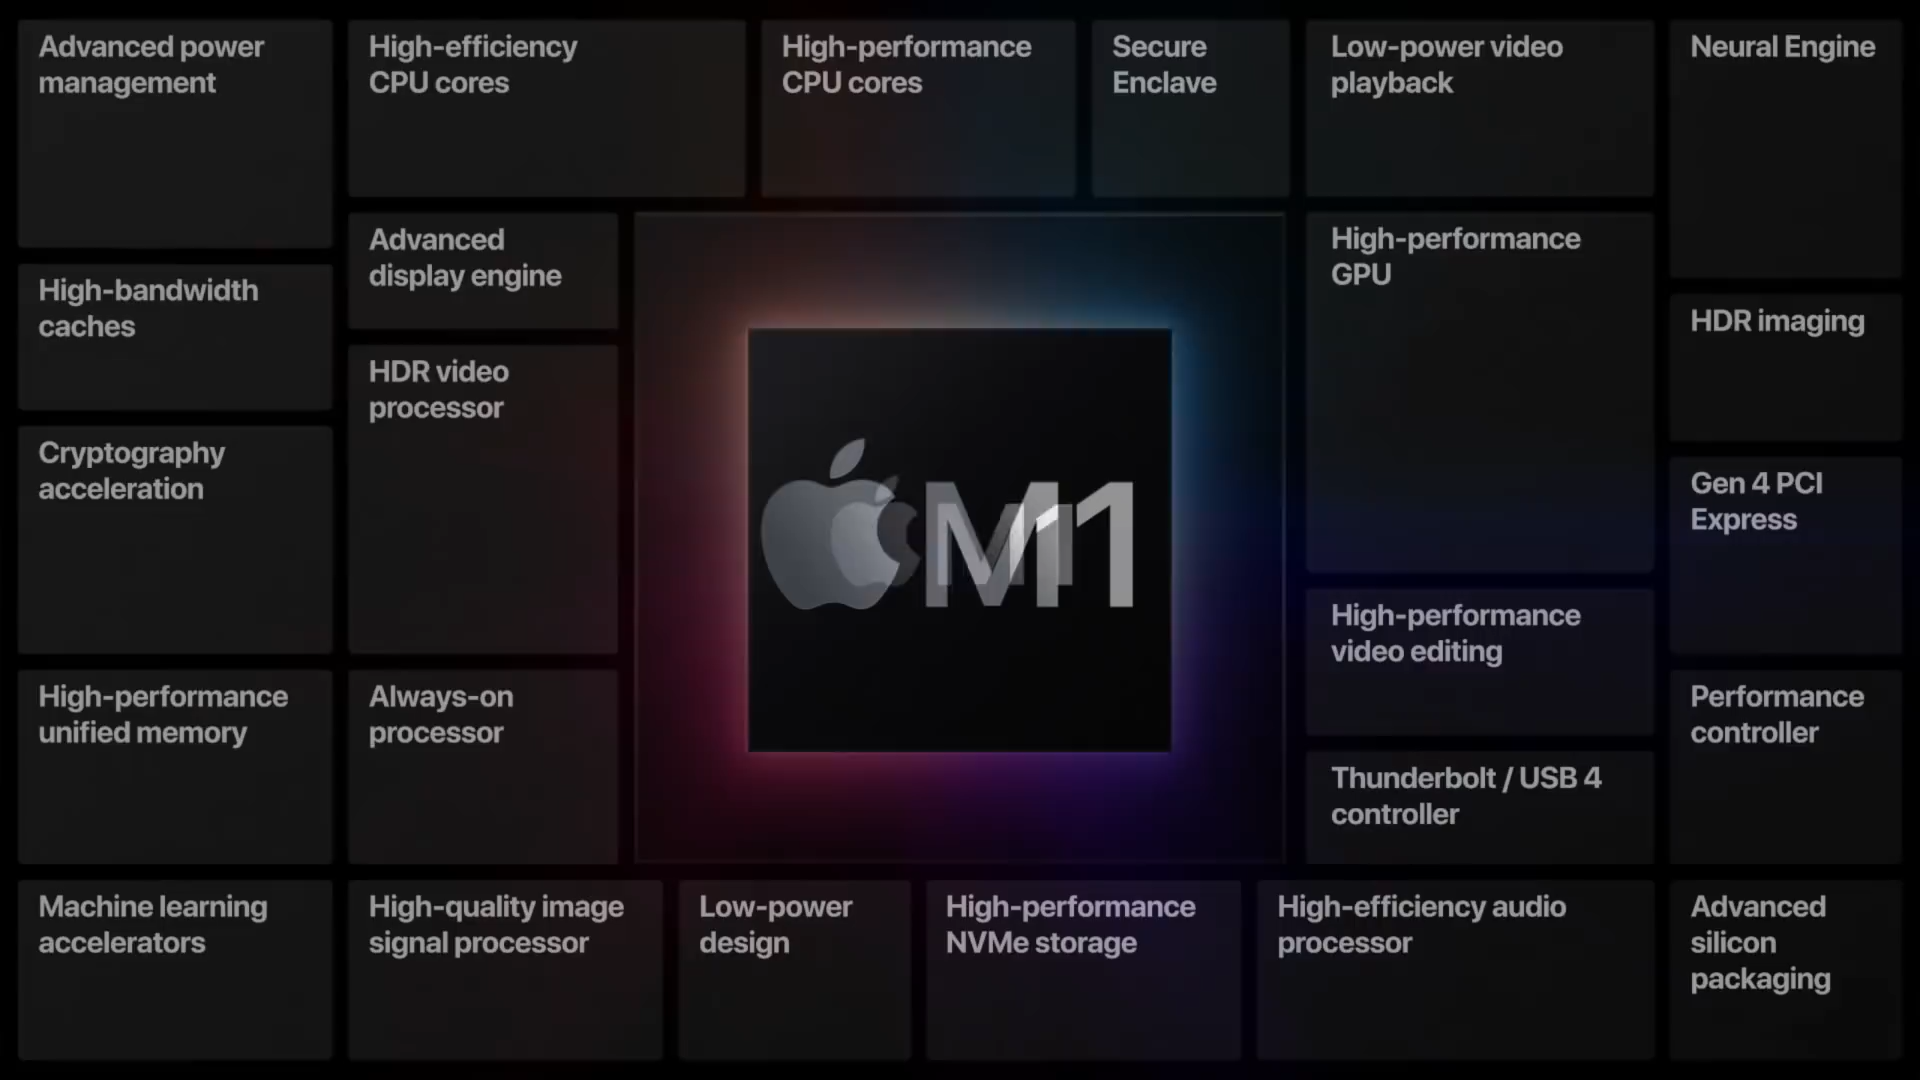 Advanced power
management
High-efficiency
CPU cores
High-performance
CPU cores
Secure
Enclave
Low-power video
playback
Neural Engine
Advanced
display engine
High-performance
GPU
High-bandwidth
caches
HDR imaging
HDR video
processor
Cryptography
acceleration
M1
Gen 4 PCI
Express
High-performance
video editing
High-performance
unified memory
Always-on
processor
Performance
controller
Thunderbolt / USB 4
controller
Machine learning
accelerators
High-quality image
signal processor
Low-power
design
High-performance
NVMe storage
High-efficiency audio
processor
Advanced
silicon
packaging